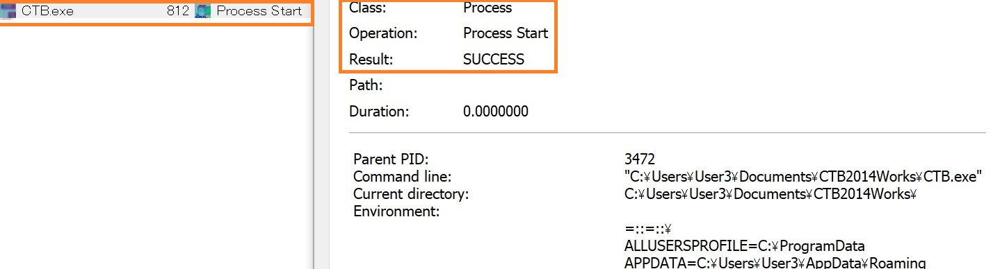 CTB.exe 812 Process Start
Class: Process
Operation: Process Start
Result: SUCCESS
Path:
Duration: 0.0000000
Parent PID: 3472
Command line: "C:¥Users¥User3¥Documents¥CTB2014Works¥CTB.exe"
Current directory: C:¥Users¥User3¥Documents¥CTB2014Works¥
Environment:
=::=::¥
ALLUSERSPROFILE=C:¥ProgramData
APPDATA=C:¥Users¥User3¥AppData¥Roaming